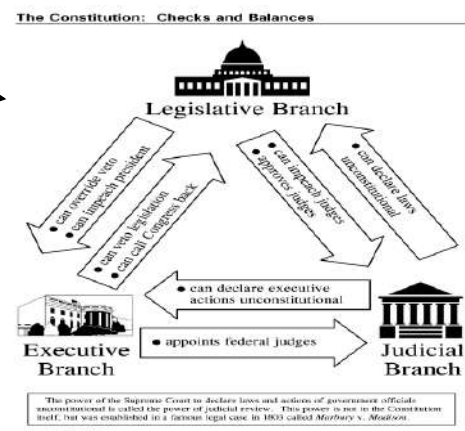 The Constitution: Checks and Balances
Legislative Branch
• can override veto
• can impeach president
• can veto legislation
• can call Congress back
• can impeach judges
• approves judges
• can declare laws
unconstitutional
• can declare executive
actions unconstitutional
• appoints federal judges
Executive
Branch
Judicial
Branch
The power of the Supreme Court to declare laws and actions of government officials
unconstitutional is called the power of judicial review. This power is not in the Constitution
itself, but was established in a famous legal case in 1803 called Marbury v. Madison.